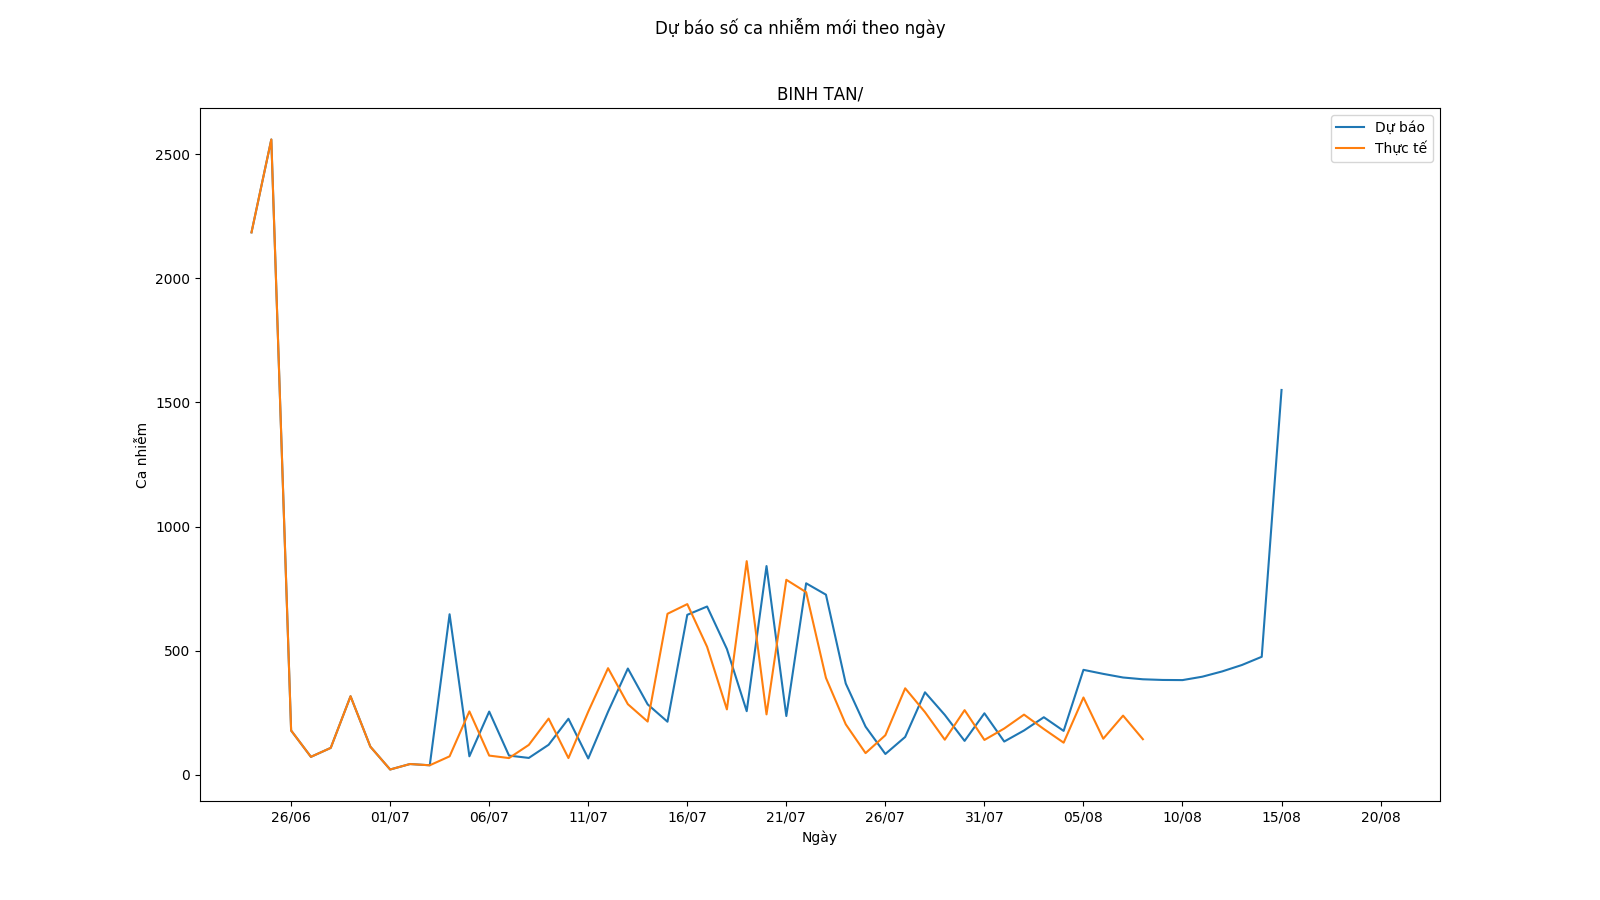 Dự báo số ca nhiễm mới theo ngày
BINH TAN/
Dự báo
Thực tế
2500
2000
1500
1000
500
0
Ca nhiễm
26/06 01/07 06/07 11/07 16/07 21/07 26/07 31/07 05/08 10/08 15/08 20/08
Ngày